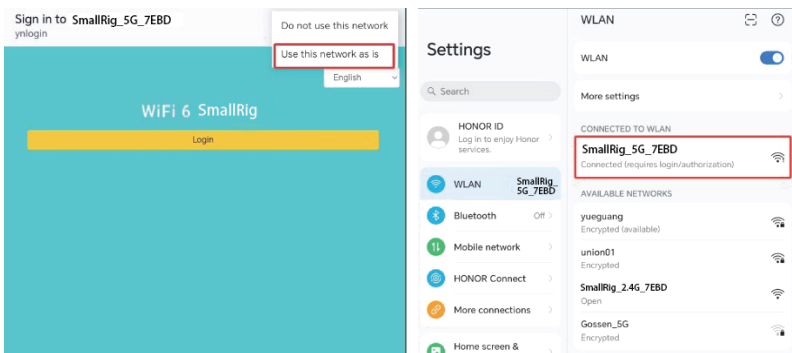 Sign in to SmallRig_5G_7EBD
ynlogin
Do not use this network
Use this network as is
English
WiFi 6 SmallRig
Login
Settings
Search
HONOR ID
Log in to enjoy Honor
services.
WLAN
SmallRig_
5G_7EBD
Bluetooth
Off
Mobile network
HONOR Connect
More connections
Home screen &
WLAN
WLAN
More settings
CONNECTED TO WLAN
SmallRig_5G_7EBD
Connected (requires login/authorization)
AVAILABLE NETWORKS
yueguang
Encrypted (available)
union01
Encrypted
SmallRig_2.4G_7EBD
Open
Gossen_5G
Encrypted